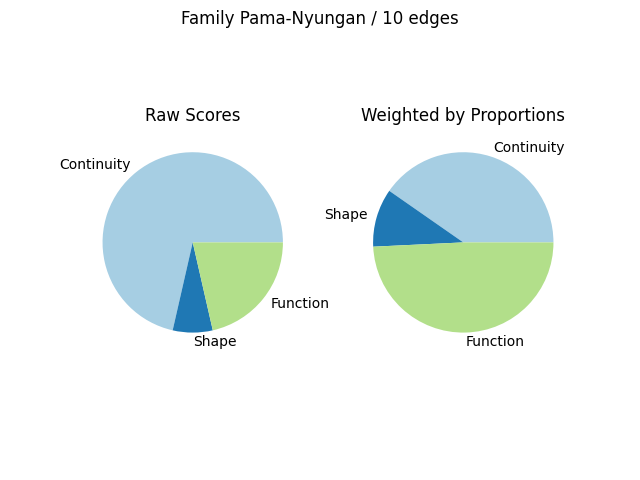 Family Pama-Nyungan / 10 edges
Raw Scores
Continuity
Shape
Function
Weighted by Proportions
Continuity
Shape
Function